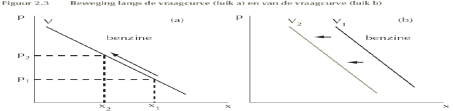 Figuur 2.3 Beweging langs de vraagcurve (luik a) en van de vraagcurve (luik b)
P V (a)
benzine
P₂
P₁
x₂ x₁ x
P V₂ V₁ (b)
benzine
x